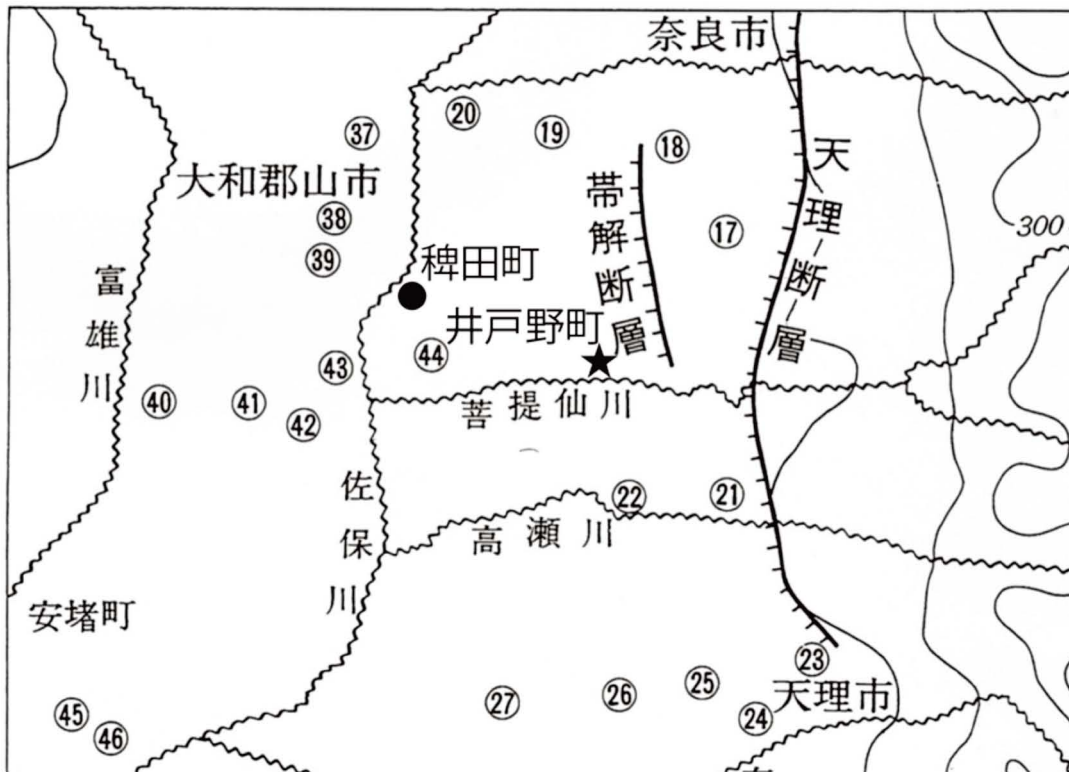 奈良市
⑳
⑲
⑱
㊲
天理断層
大和郡山市
帯解断層
㊳
⑰
300
㊴
稗田町
富雄川
井戸野町
㊹
㊸
㊵
㊶
㊷
菩提仙川
佐保川
㉒
㉑
高瀬川
安堵町
㉓
㉕
㉖
㉗
天理市
㉔
㊺
㊻